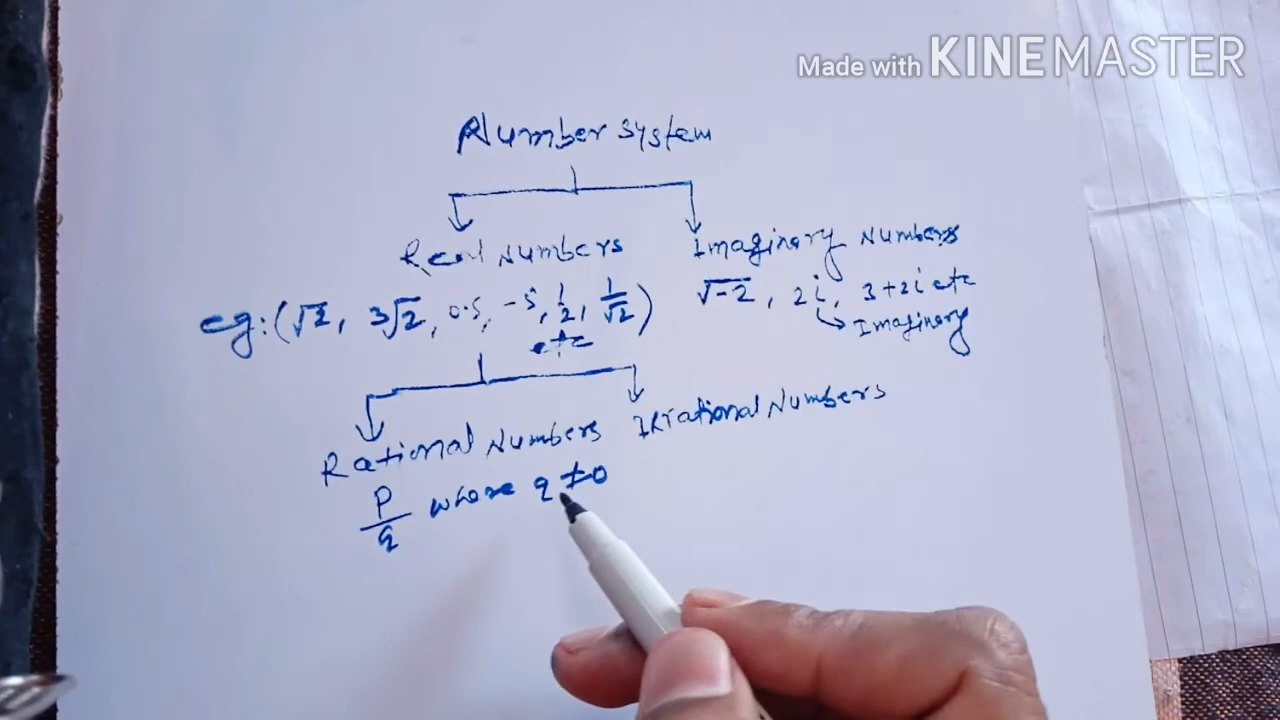 Made with KINEMASTER
Number System
Real Numbers
Imaginary Numbers
eg: (√2, 3√2, 0.5, -5, 1/2, 1/√2) etc
√-2, 2i, 3+2i etc
Imaginary
Rational Numbers
Irrational Numbers
P/q where q ≠ 0